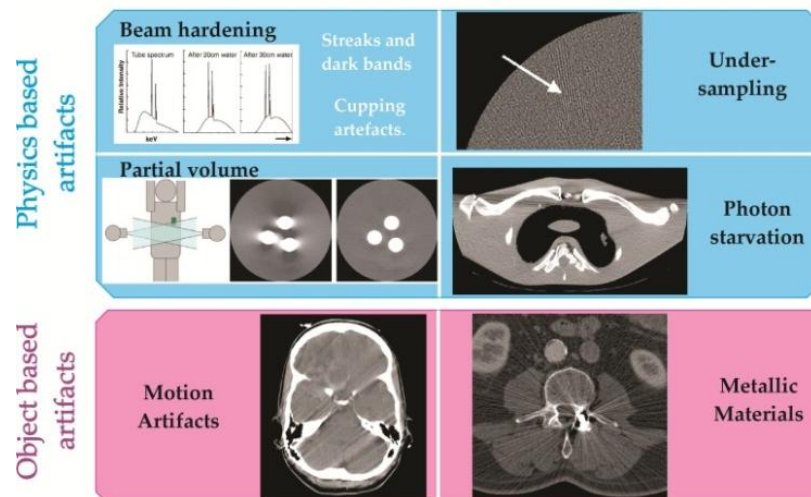 Physics based
artifacts
Beam hardening
Tube spectrum
After 20cm water
After 30cm water
Relative Intensity
keV
Streaks and
dark bands
Cupping
artefacts.
Under-
sampling
Partial volume
Photon
starvation
Object based
artifacts
Motion
Artifacts
Metallic
Materials